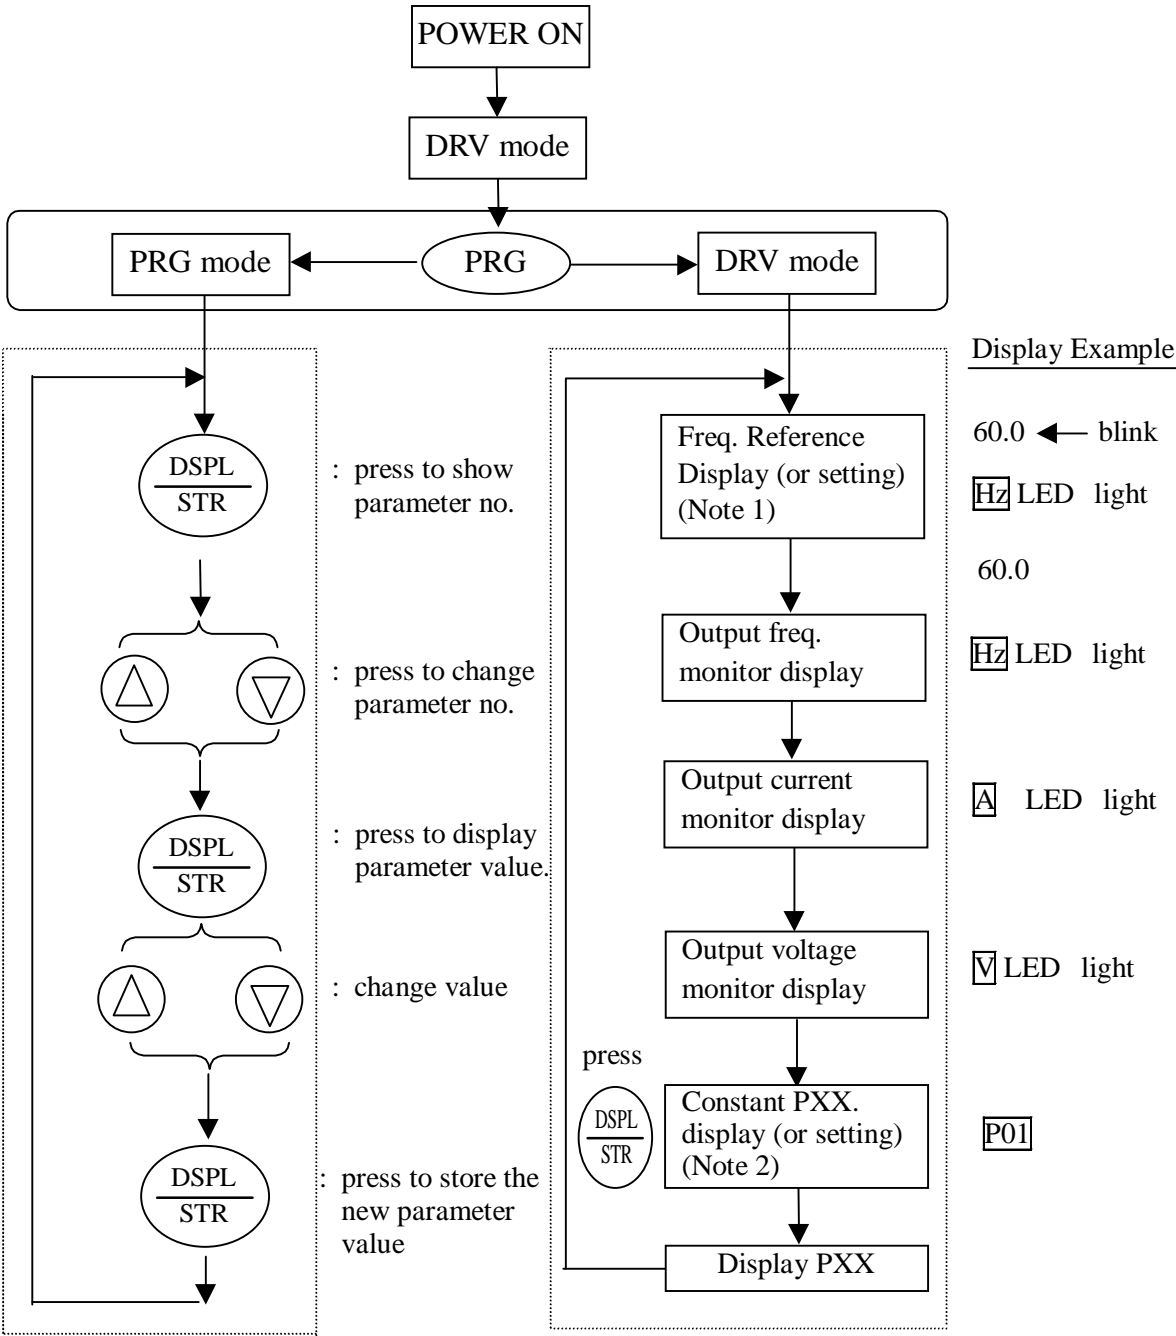 POWER ON
DRV mode
PRG mode
PRG
DRV mode
DSPL
STR
: press to show
parameter no.
: press to change
parameter no.
DSPL
STR
: press to display
parameter value.
: change value
DSPL
STR
: press to store the
new parameter
value
Freq. Reference
Display (or setting)
(Note 1)
Output freq.
monitor display
Output current
monitor display
Output voltage
monitor display
press
DSPL
STR
Constant PXX.
display (or setting)
(Note 2)
Display PXX
Display Example
60.0 blink
Hz LED light
60.0
Hz LED light
A LED light
V LED light
P01